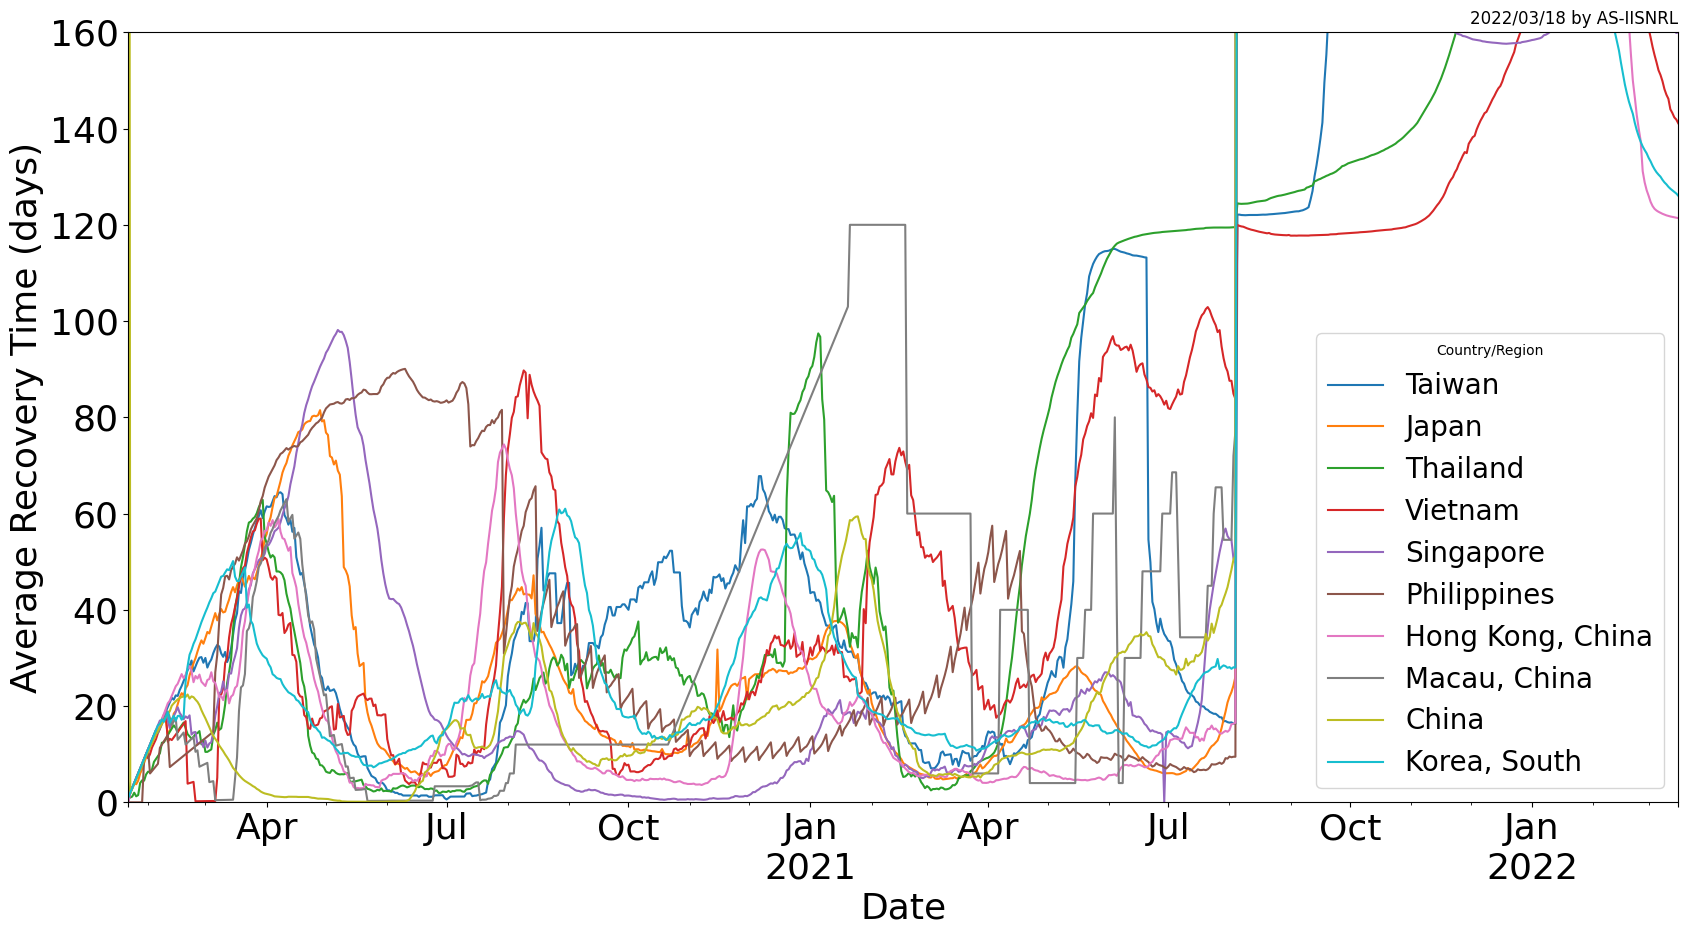 2022/03/18 by AS-IISNRL
Average Recovery Time (days)
160
140
120
100
80
60
40
20
0
Country/Region
Taiwan
Japan
Thailand
Vietnam
Singapore
Philippines
Hong Kong, China
Macau, China
China
Korea, South
Apr
Jul
Oct
Jan
2021
Apr
Jul
Oct
Jan
2022
Date